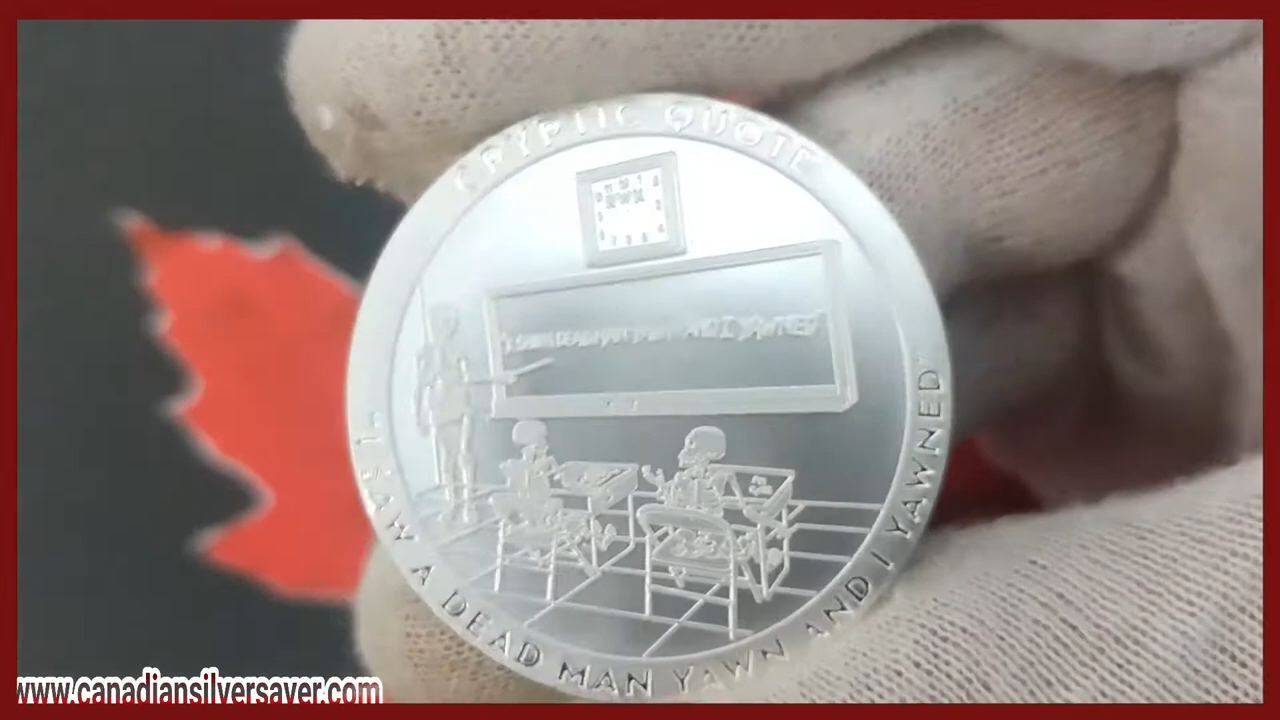 CRYPTIC QUOTE
I SAW A DEAD MAN YAWN AND I YAWNED
www.canadiansilversaver.com